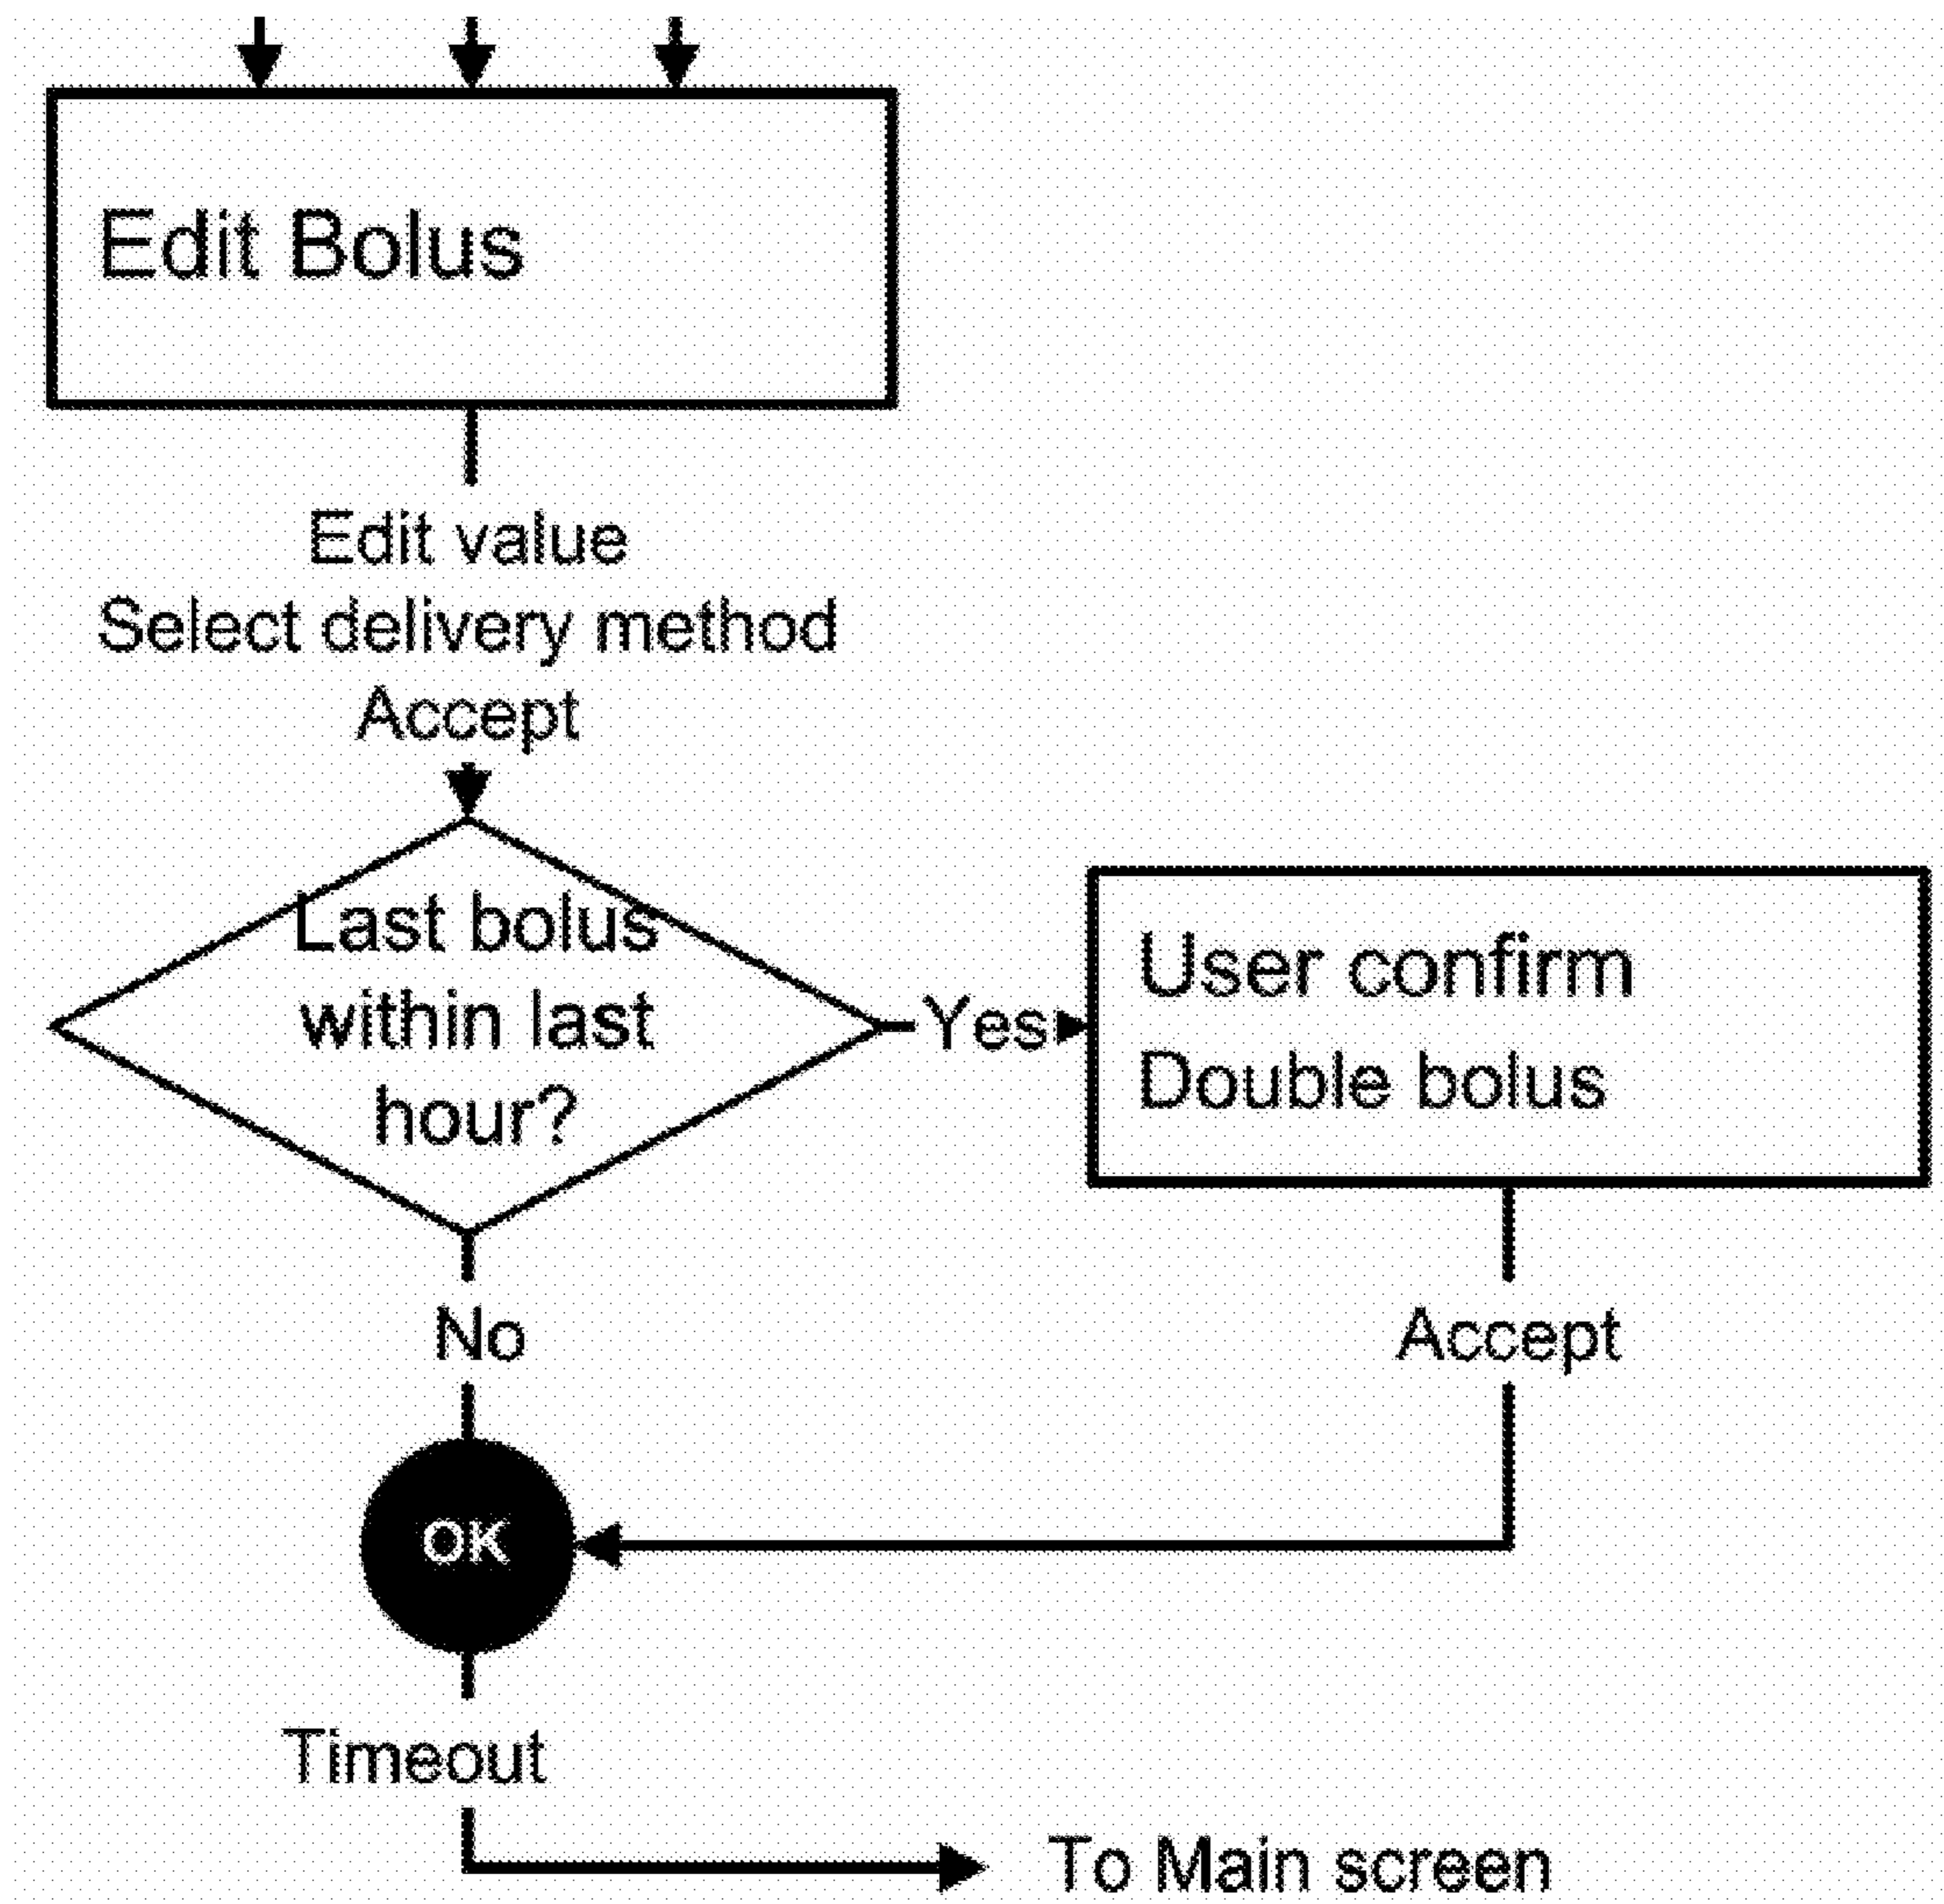 Edit Bolus
Edit value
Select delivery method
Accept
Last bolus
within last
hour?
Yes
User confirm
Double bolus
No
Accept
OK
Timeout
To Main screen